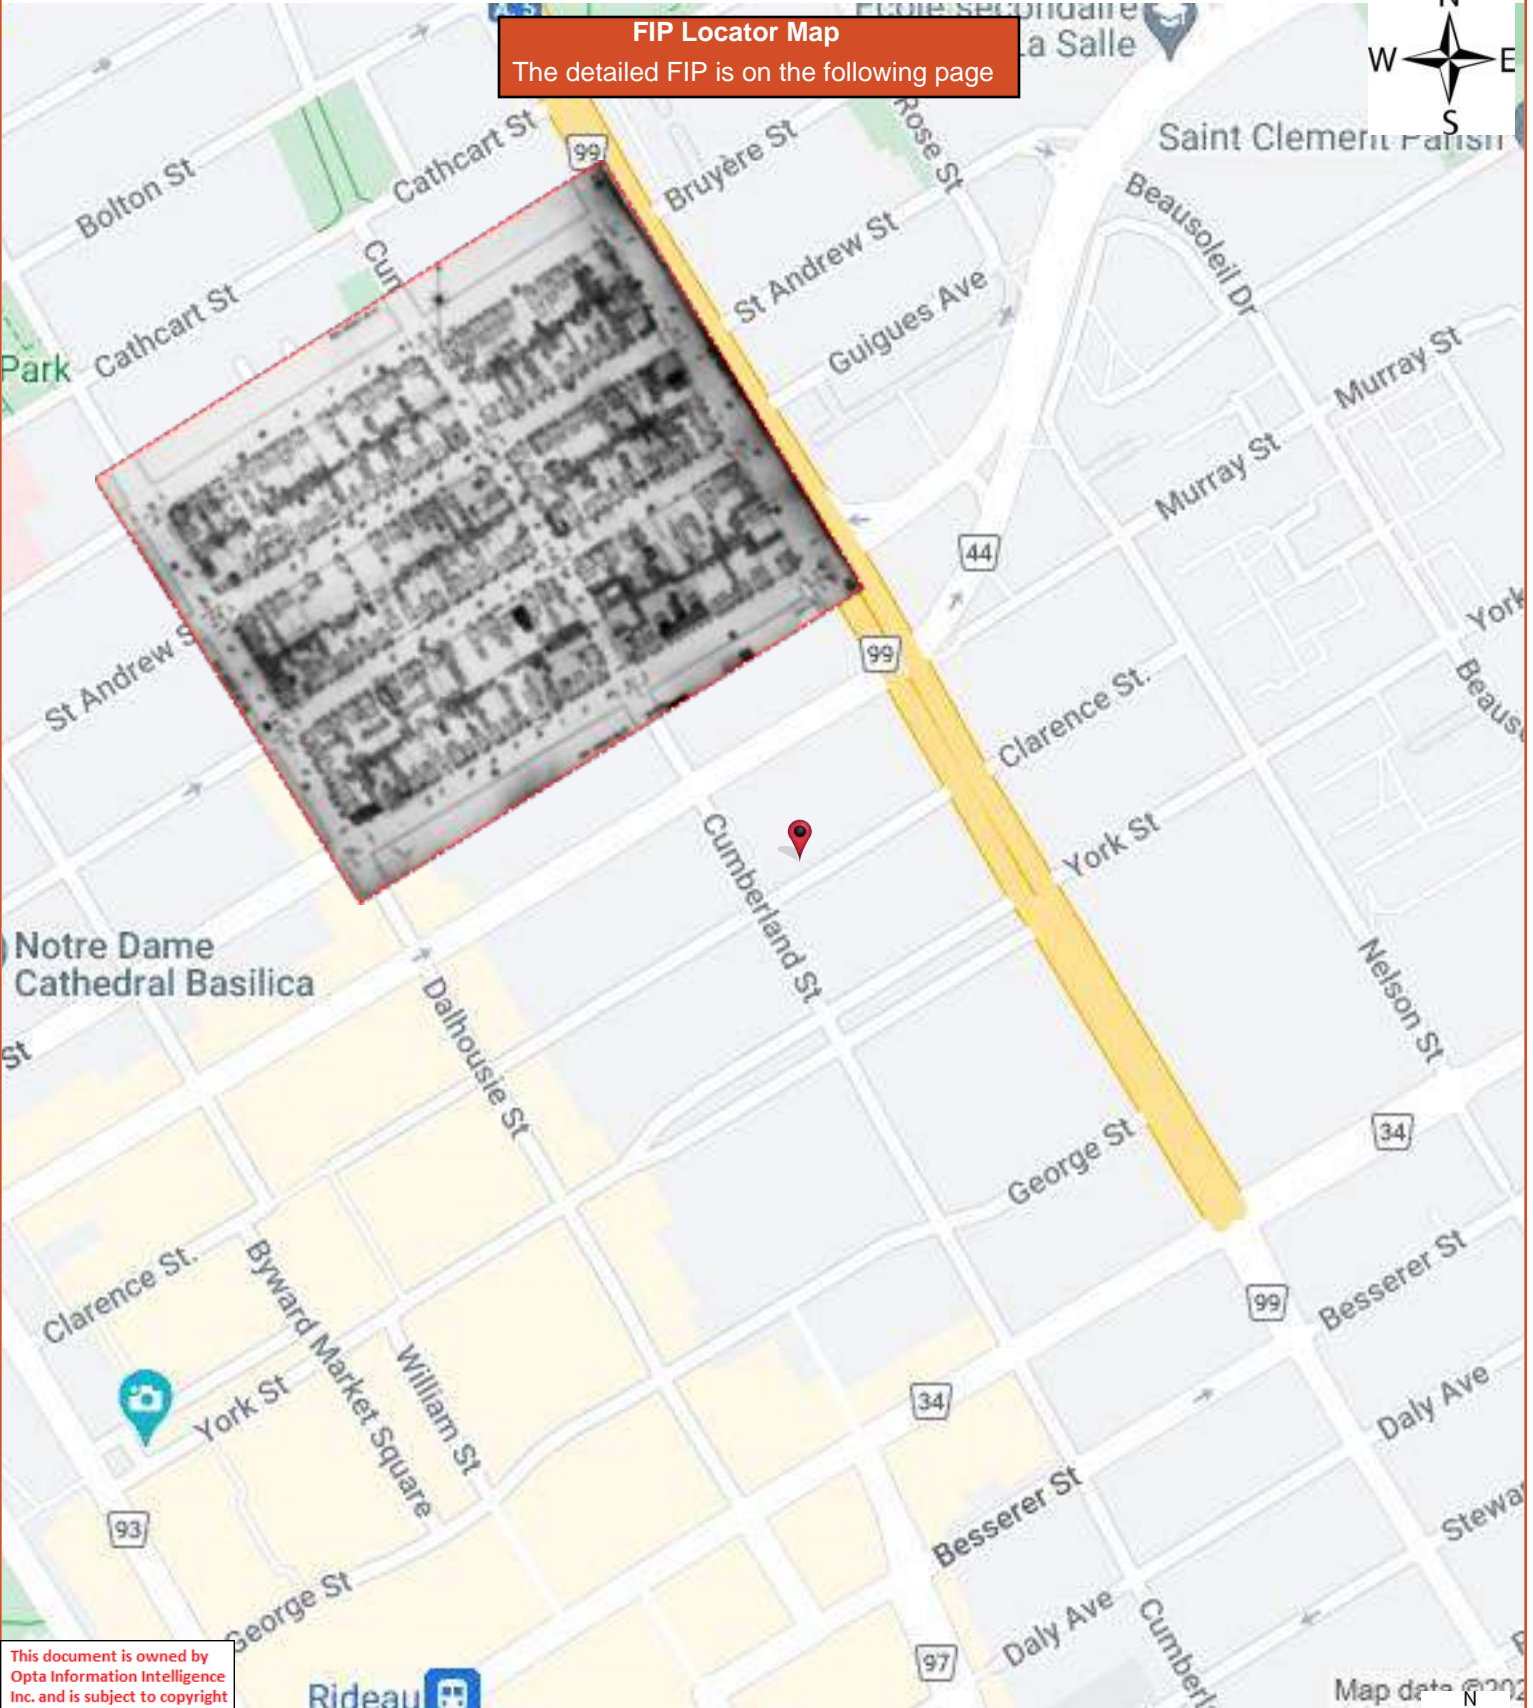 FIP Locator Map
The detailed FIP is on the following page
La Salle
N
W
E
S
Saint Clement Parish
99
Cathcart St
Bruyère St
Rose St
Bolton St
Beausoleil Dr
St Andrew St
Guigues Ave
Cathcart St
Park
Murray St
Murray St
44
York
St Andrew S
99
Clarence St.
York St
Cumberland St
Notre Dame
Cathedral Basilica
St
Dalhousie St
Nelson St
34
George St
Clarence St.
Byward Market Square
99
Besserer St
William St
York St
34
Daly Ave
93
Besserer St
George St
Daly Ave
97
This document is owned by
Opta Information Intelligence
Inc. and is subject to copyright
Rideau
N